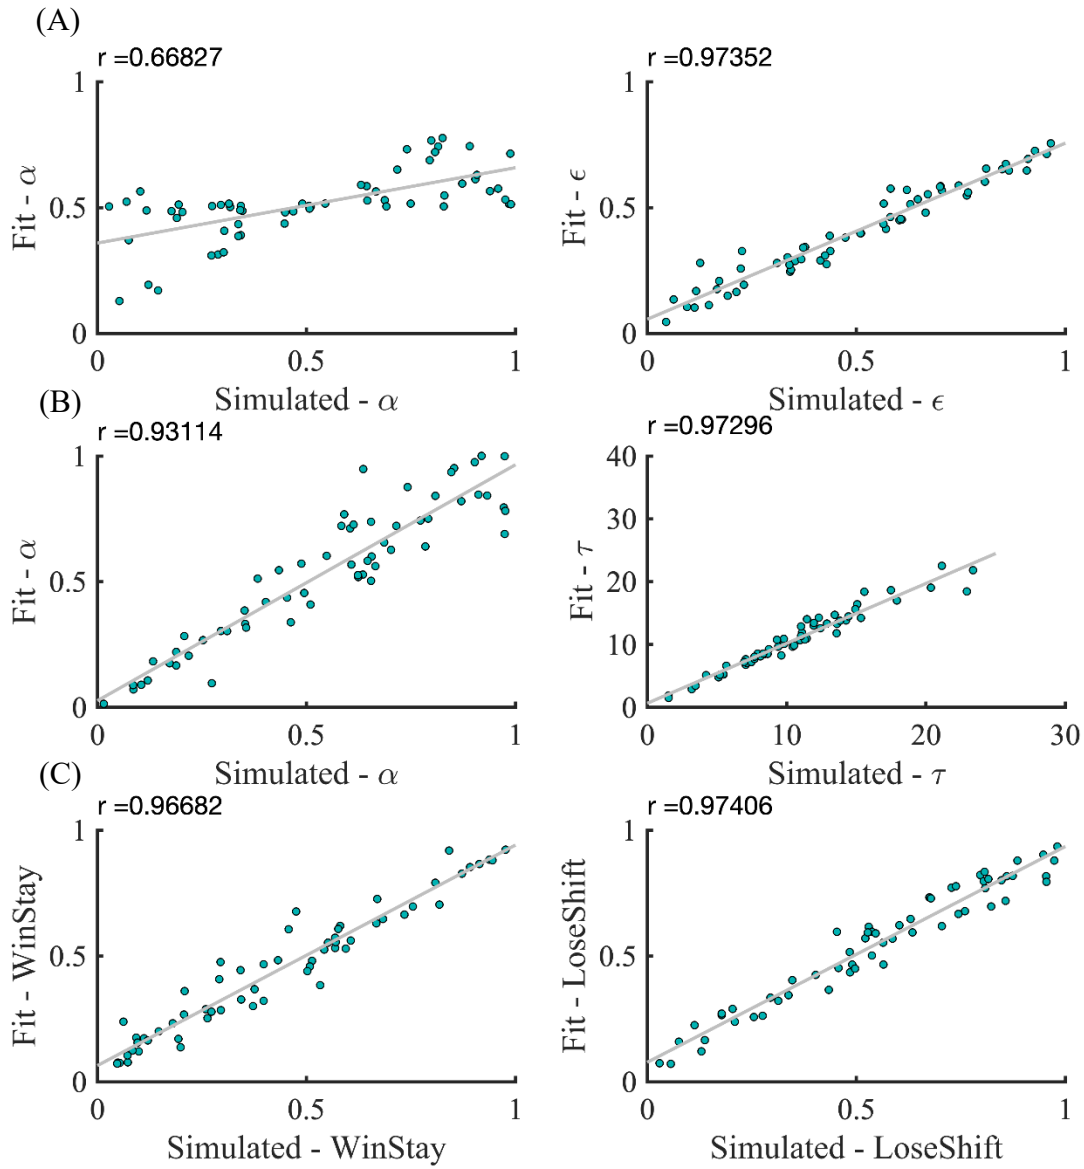 (A)
r =0.66827
r =0.97352
1
0.5
0
Fit - α
0
0.5
1
Simulated - α
1
0.5
0
Fit - ϵ
0
0.5
1
Simulated - ϵ
(B)
r =0.93114
r =0.97296
1
0.5
0
Fit - α
0
0.5
1
Simulated - α
40
30
20
10
0
Fit - τ
0
10
20
30
Simulated - τ
(C)
r =0.96682
r =0.97406
1
0.5
0
Fit - WinStay
0
0.5
1
Simulated - WinStay
1
0.5
0
Fit - LoseShift
0
0.5
1
Simulated - LoseShift